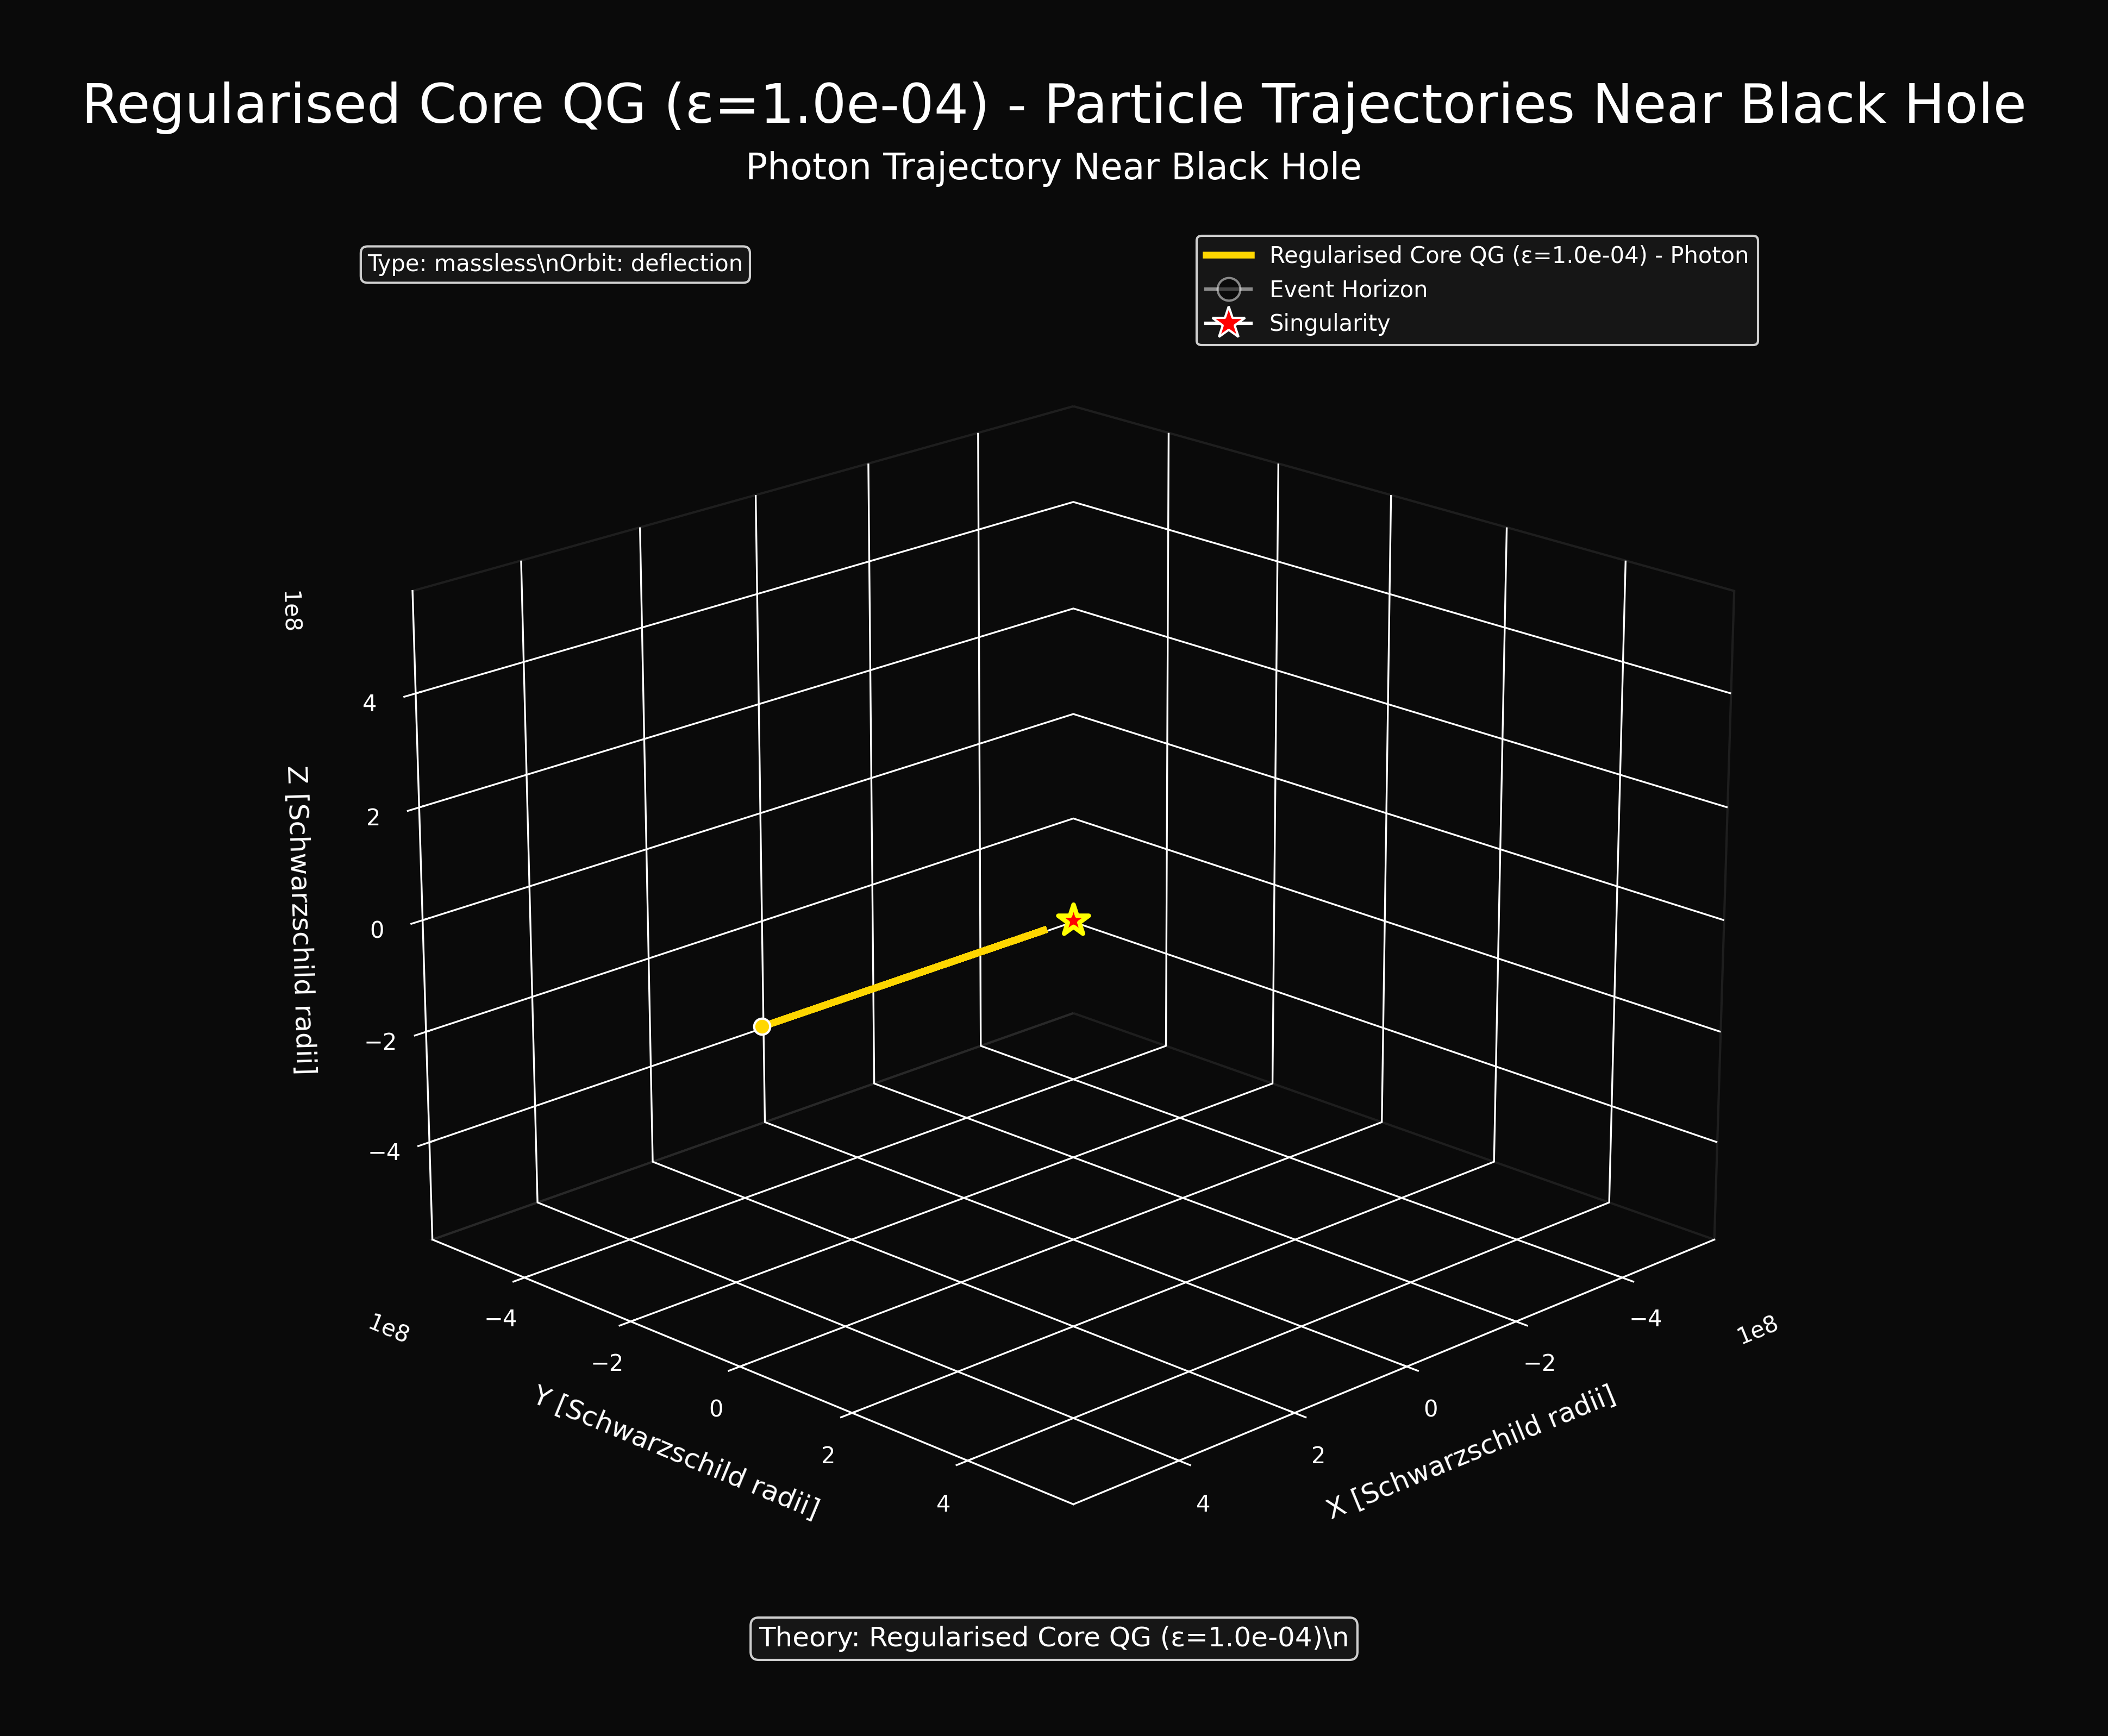 Regularised Core QG (ε=1.0e-04) - Particle Trajectories Near Black Hole
Photon Trajectory Near Black Hole
Type: massless\nOrbit: deflection
Regularised Core QG (ε=1.0e-04) - Photon
Event Horizon
Singularity
1e8
4
2
0
−2
−4
Z [Schwarzschild radii]
1e8
−4
−2
0
2
4
Y [Schwarzschild radii]
1e8
−4
−2
0
2
4
X [Schwarzschild radii]
Theory: Regularised Core QG (ε=1.0e-04)\n